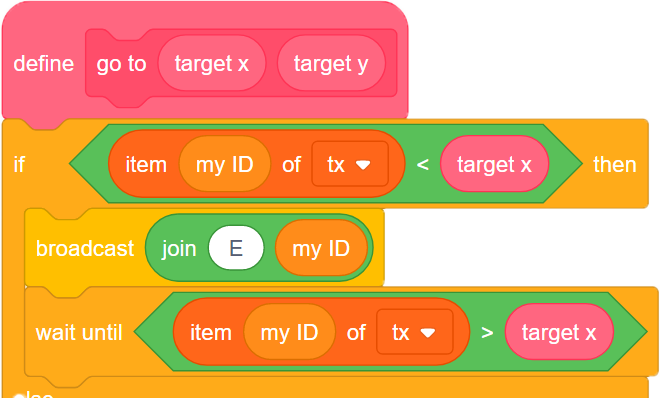 define go to target x target y
if item my ID of tx < target x then
broadcast join E my ID
wait until item my ID of tx > target x
else